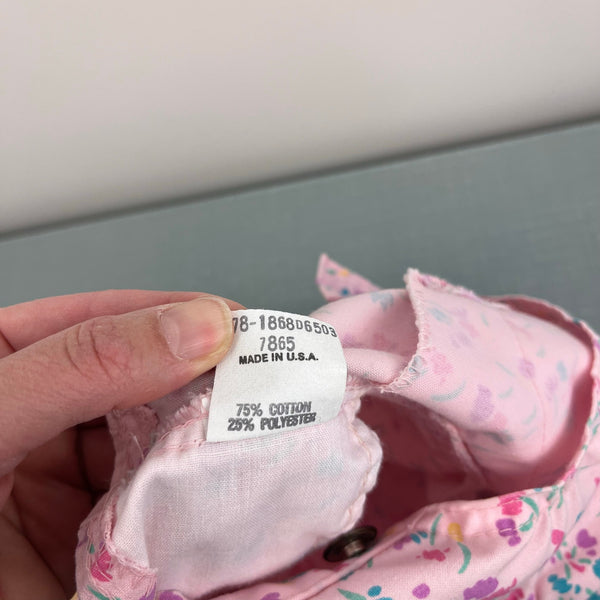 78-1868D6503
7865
MADE IN U.S.A.
75% COTTON
25% POLYESTER